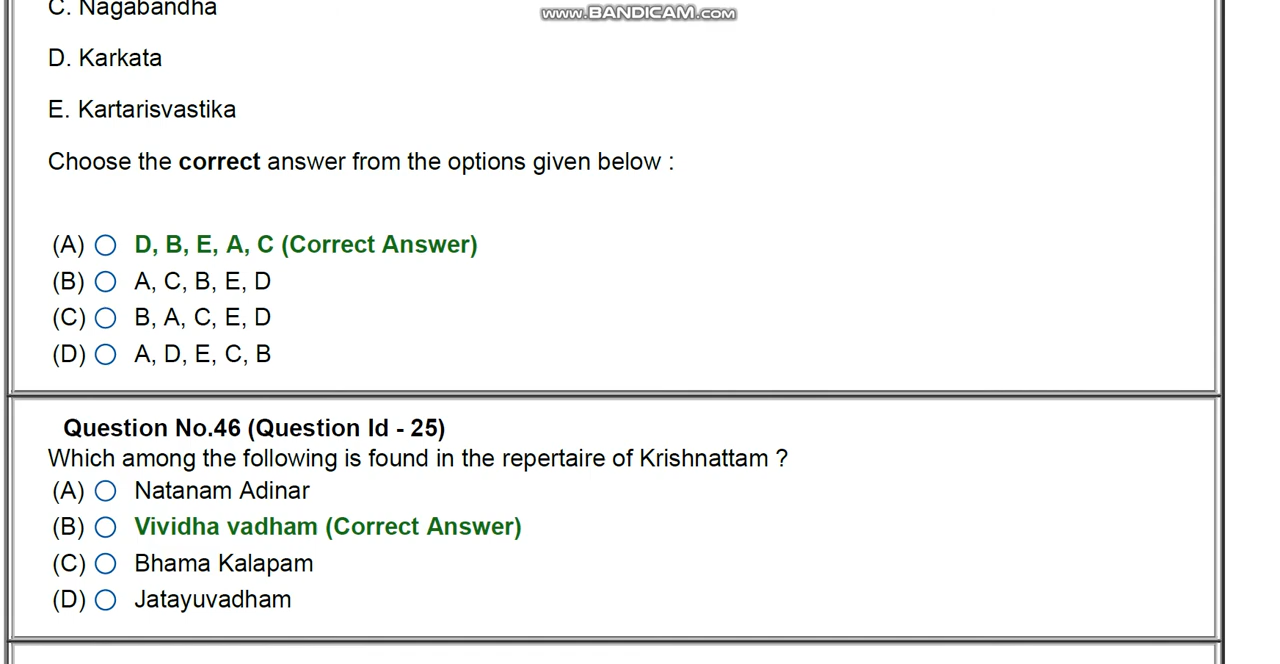 C. Nagabandha
www.BANDICAM.com
D. Karkata
E. Kartarisvastika
Choose the correct answer from the options given below :
(A) D, B, E, A, C (Correct Answer)
(B) A, C, B, E, D
(C) B, A, C, E, D
(D) A, D, E, C, B
Question No.46 (Question Id - 25)
Which among the following is found in the repertaire of Krishnattam ?
(A) Natanam Adinar
(B) Vividha vadham (Correct Answer)
(C) Bhama Kalapam
(D) Jatayuvadham